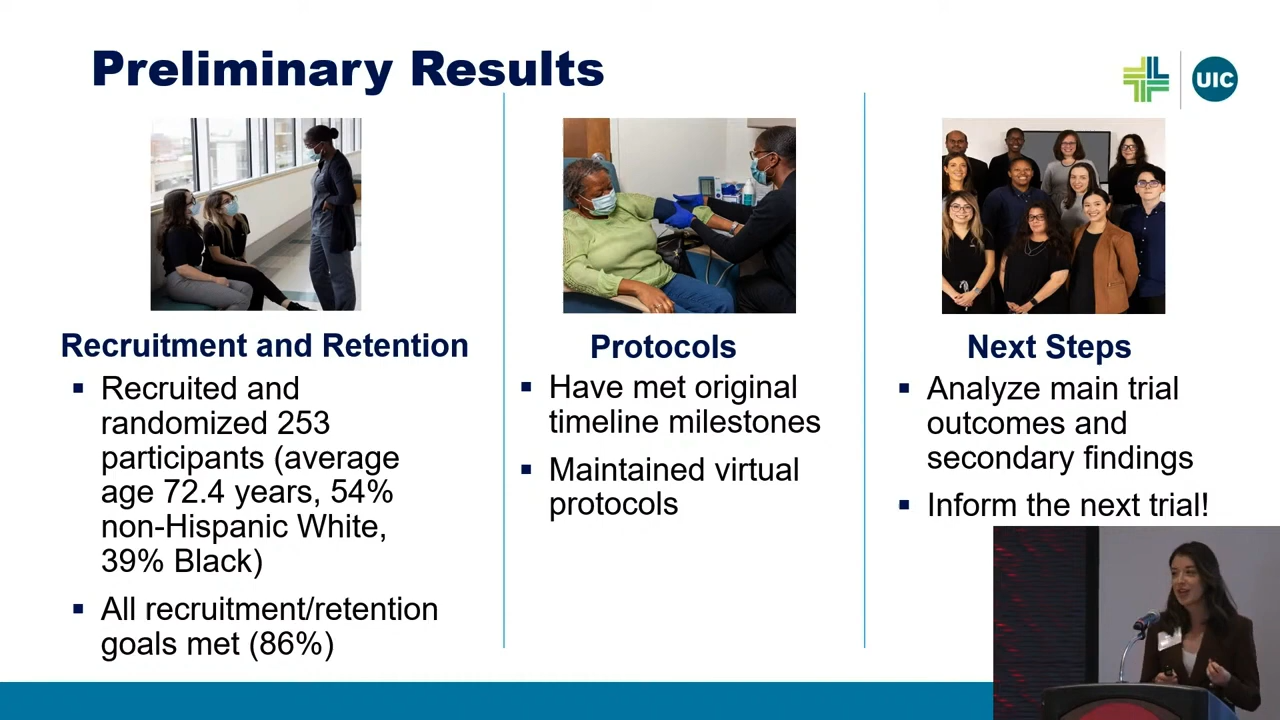 Preliminary Results
UIC
Recruitment and Retention
▪ Recruited and
randomized 253
participants (average
age 72.4 years, 54%
non-Hispanic White,
39% Black)
▪ All recruitment/retention
goals met (86%)
Protocols
▪ Have met original
timeline milestones
▪ Maintained virtual
protocols
Next Steps
▪ Analyze main trial
outcomes and
secondary findings
▪ Inform the next trial!